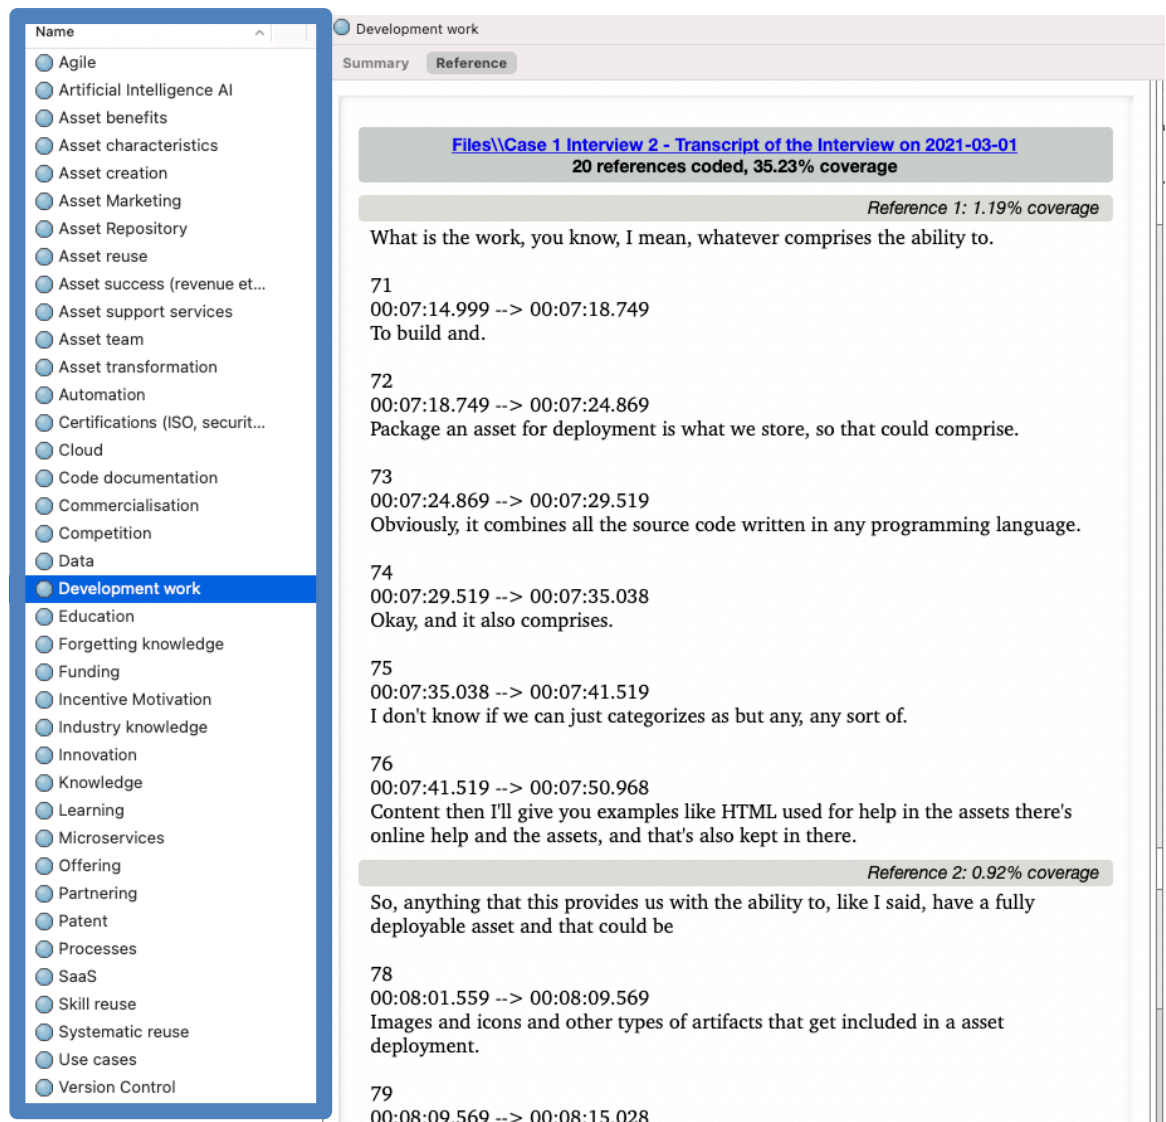 Name
Agile
Artificial Intelligence AI
Asset benefits
Asset characteristics
Asset creation
Asset Marketing
Asset Repository
Asset reuse
Asset success (revenue et...
Asset support services
Asset team
Asset transformation
Automation
Certifications (ISO, securit...
Cloud
Code documentation
Commercialisation
Competition
Data
Development work
Education
Forgetting knowledge
Funding
Incentive Motivation
Industry knowledge
Innovation
Knowledge
Learning
Microservices
Offering
Partnering
Patent
Processes
SaaS
Skill reuse
Systematic reuse
Use cases
Version Control
Development work
Summary Reference
Files\\Case 1 Interview 2 - Transcript of the Interview on 2021-03-01
20 references coded, 35.23% coverage
Reference 1: 1.19% coverage
What is the work, you know, I mean, whatever comprises the ability to.
71
00:07:14.999 --> 00:07:18.749
To build and.
72
00:07:18.749 --> 00:07:24.869
Package an asset for deployment is what we store, so that could comprise.
73
00:07:24.869 --> 00:07:29.519
Obviously, it combines all the source code written in any programming language.
74
00:07:29.519 --> 00:07:35.038
Okay, and it also comprises.
75
00:07:35.038 --> 00:07:41.519
I don't know if we can just categorizes as but any, any sort of.
76
00:07:41.519 --> 00:07:50.968
Content then I'll give you examples like HTML used for help in the assets there's
online help and the assets, and that's also kept in there.
Reference 2: 0.92% coverage
So, anything that this provides us with the ability to, like I said, have a fully
deployable asset and that could be
78
00:08:01.559 --> 00:08:09.569
Images and icons and other types of artifacts that get included in a asset
deployment.
79
00:08:09.569 --> 00:08:15.028